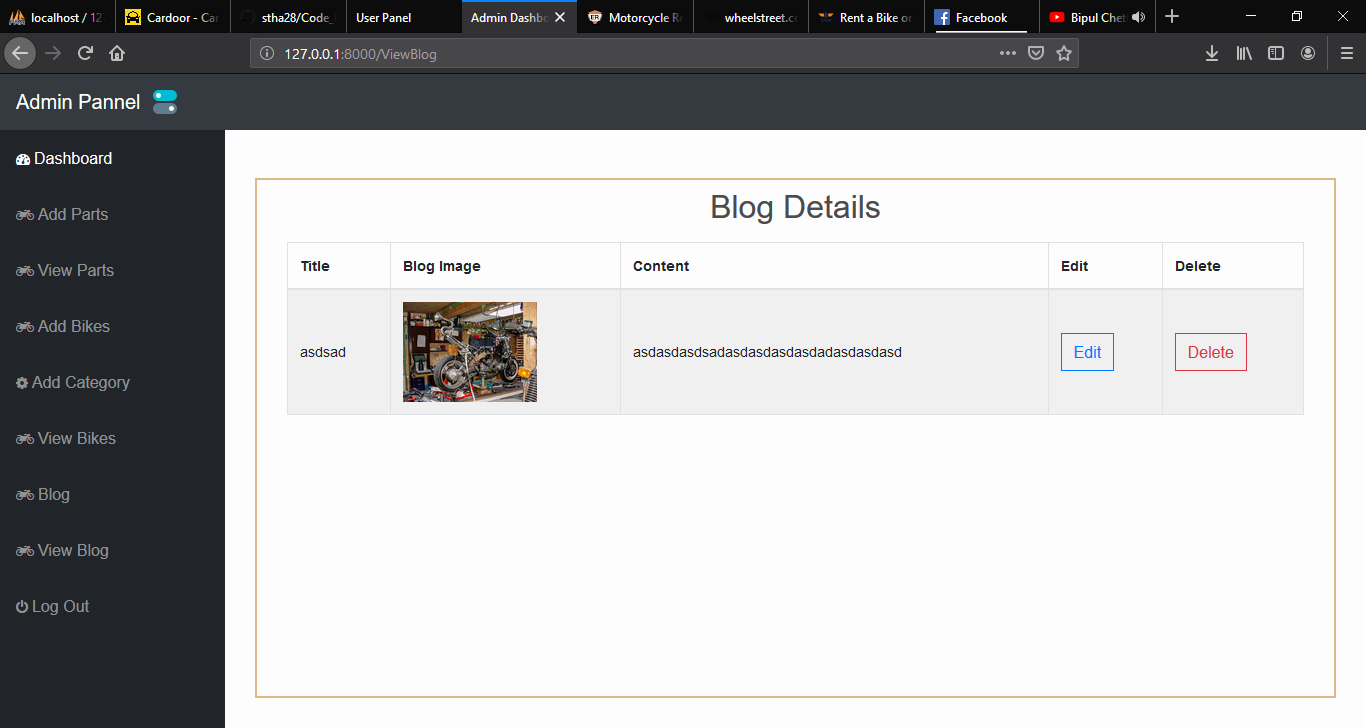 localhost / 12
Cardoor - Car
stha28/Code_
User Panel
Admin Dashbo
Motorcycle Re
wheelstreet.co
Rent a Bike or
Facebook
Bipul Chet
127.0.0.1:8000/ViewBlog
Admin Pannel
Dashboard
Add Parts
View Parts
Add Bikes
Add Category
View Bikes
Blog
View Blog
Log Out
Blog Details
Title Blog Image Content Edit Delete
asdsad asdasdasdsadasdasdasdasdadasdasdasd Edit Delete